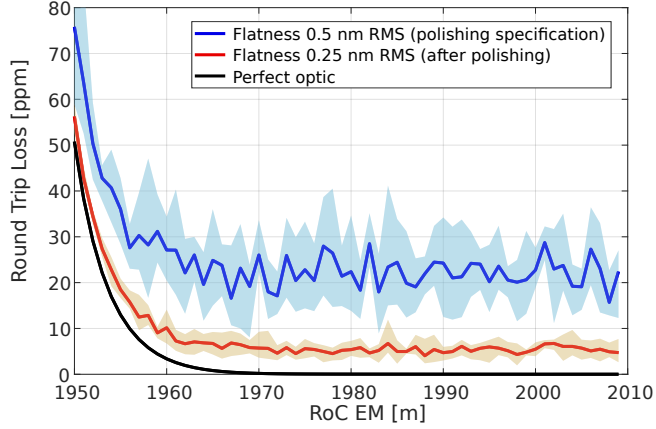 80
70
60
50
40
30
20
10
0
Round Trip Loss [ppm]
Flatness 0.5 nm RMS (polishing specification)
Flatness 0.25 nm RMS (after polishing)
Perfect optic
1950 1960 1970 1980 1990 2000 2010
RoC EM [m]